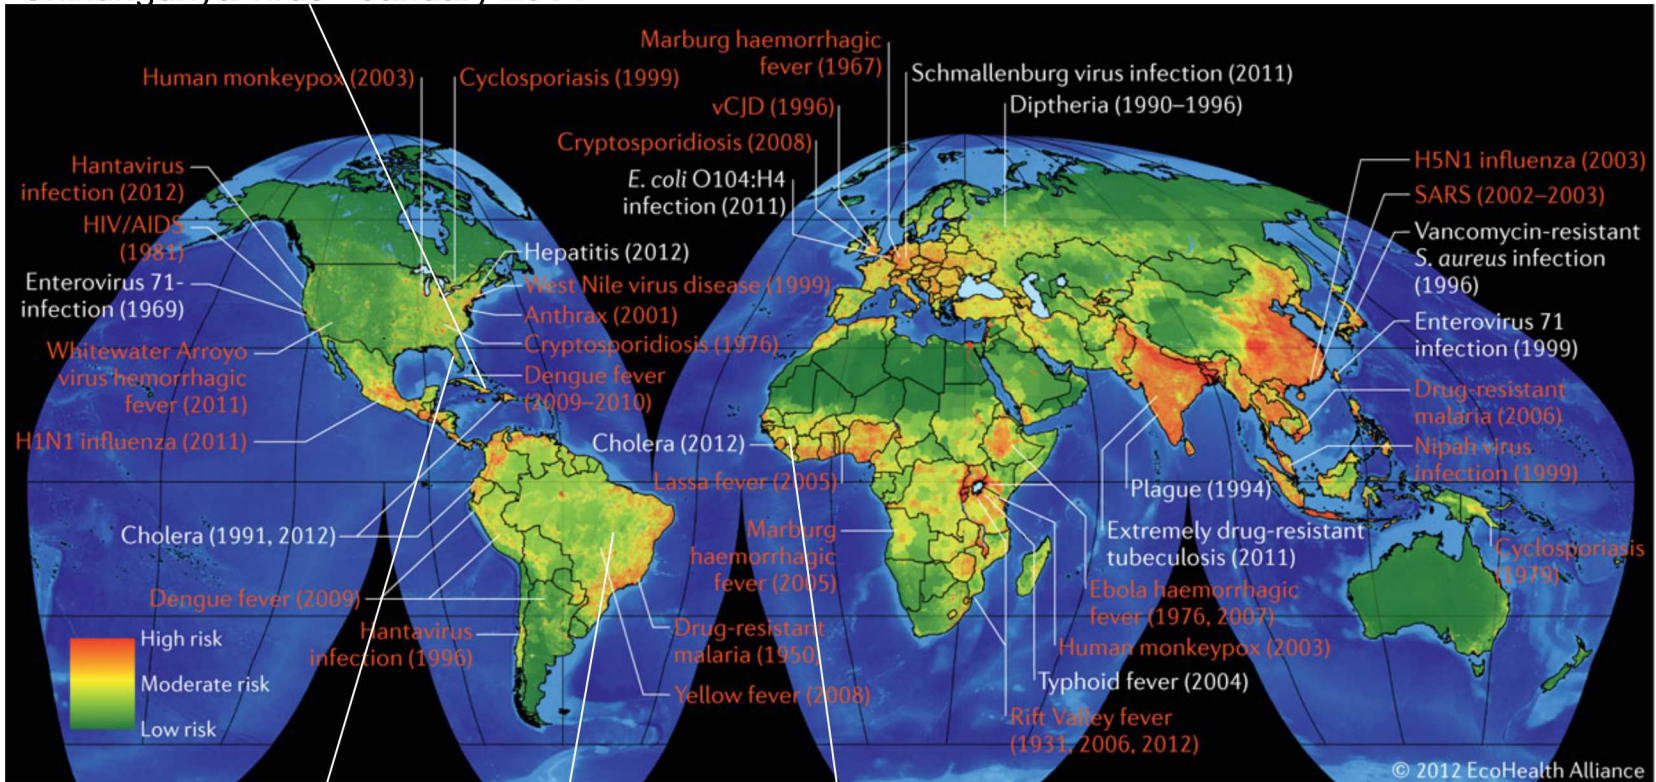 Human monkeypox (2003)
Cyclosporiasis (1999)
Marburg haemorrhagic
fever (1967)
Schmallenburg virus infection (2011)
vCJD (1996)
Diptheria (1990–1996)
Cryptosporidiosis (2008)
E. coli O104:H4
infection (2011)
Hantavirus
infection (2012)
HIV/AIDS
(1981)
Enterovirus 71-
infection (1969)
Whitewater Arroyo
virus hemorrhagic
fever (2011)
H1N1 influenza (2011)
Hepatitis (2012)
West Nile virus disease (1999)
Anthrax (2001)
Cryptosporidiosis (1976)
Dengue fever
(2009–2010)
H5N1 influenza (2003)
SARS (2002–2003)
Vancomycin-resistant
S. aureus infection
(1996)
Enterovirus 71
infection (1999)
Drug-resistant
malaria (2006)
Nipah virus
infection (1999)
Cyclosporiasis
(1979)
Cholera (2012)
Lassa fever (2005)
Marburg
haemorrhagic
fever (2005)
Plague (1994)
Extremely drug-resistant
tubeculosis (2011)
Ebola haemorrhagic
fever (1976, 2007)
Human monkeypox (2003)
Typhoid fever (2004)
Rift Valley fever
(1931, 2006, 2012)
Cholera (1991, 2012)
Dengue fever (2009)
Hantavirus
infection (1996)
Drug-resistant
malaria (1950)
Yellow fever (2008)
High risk
Moderate risk
Low risk
© 2012 EcoHealth Alliance